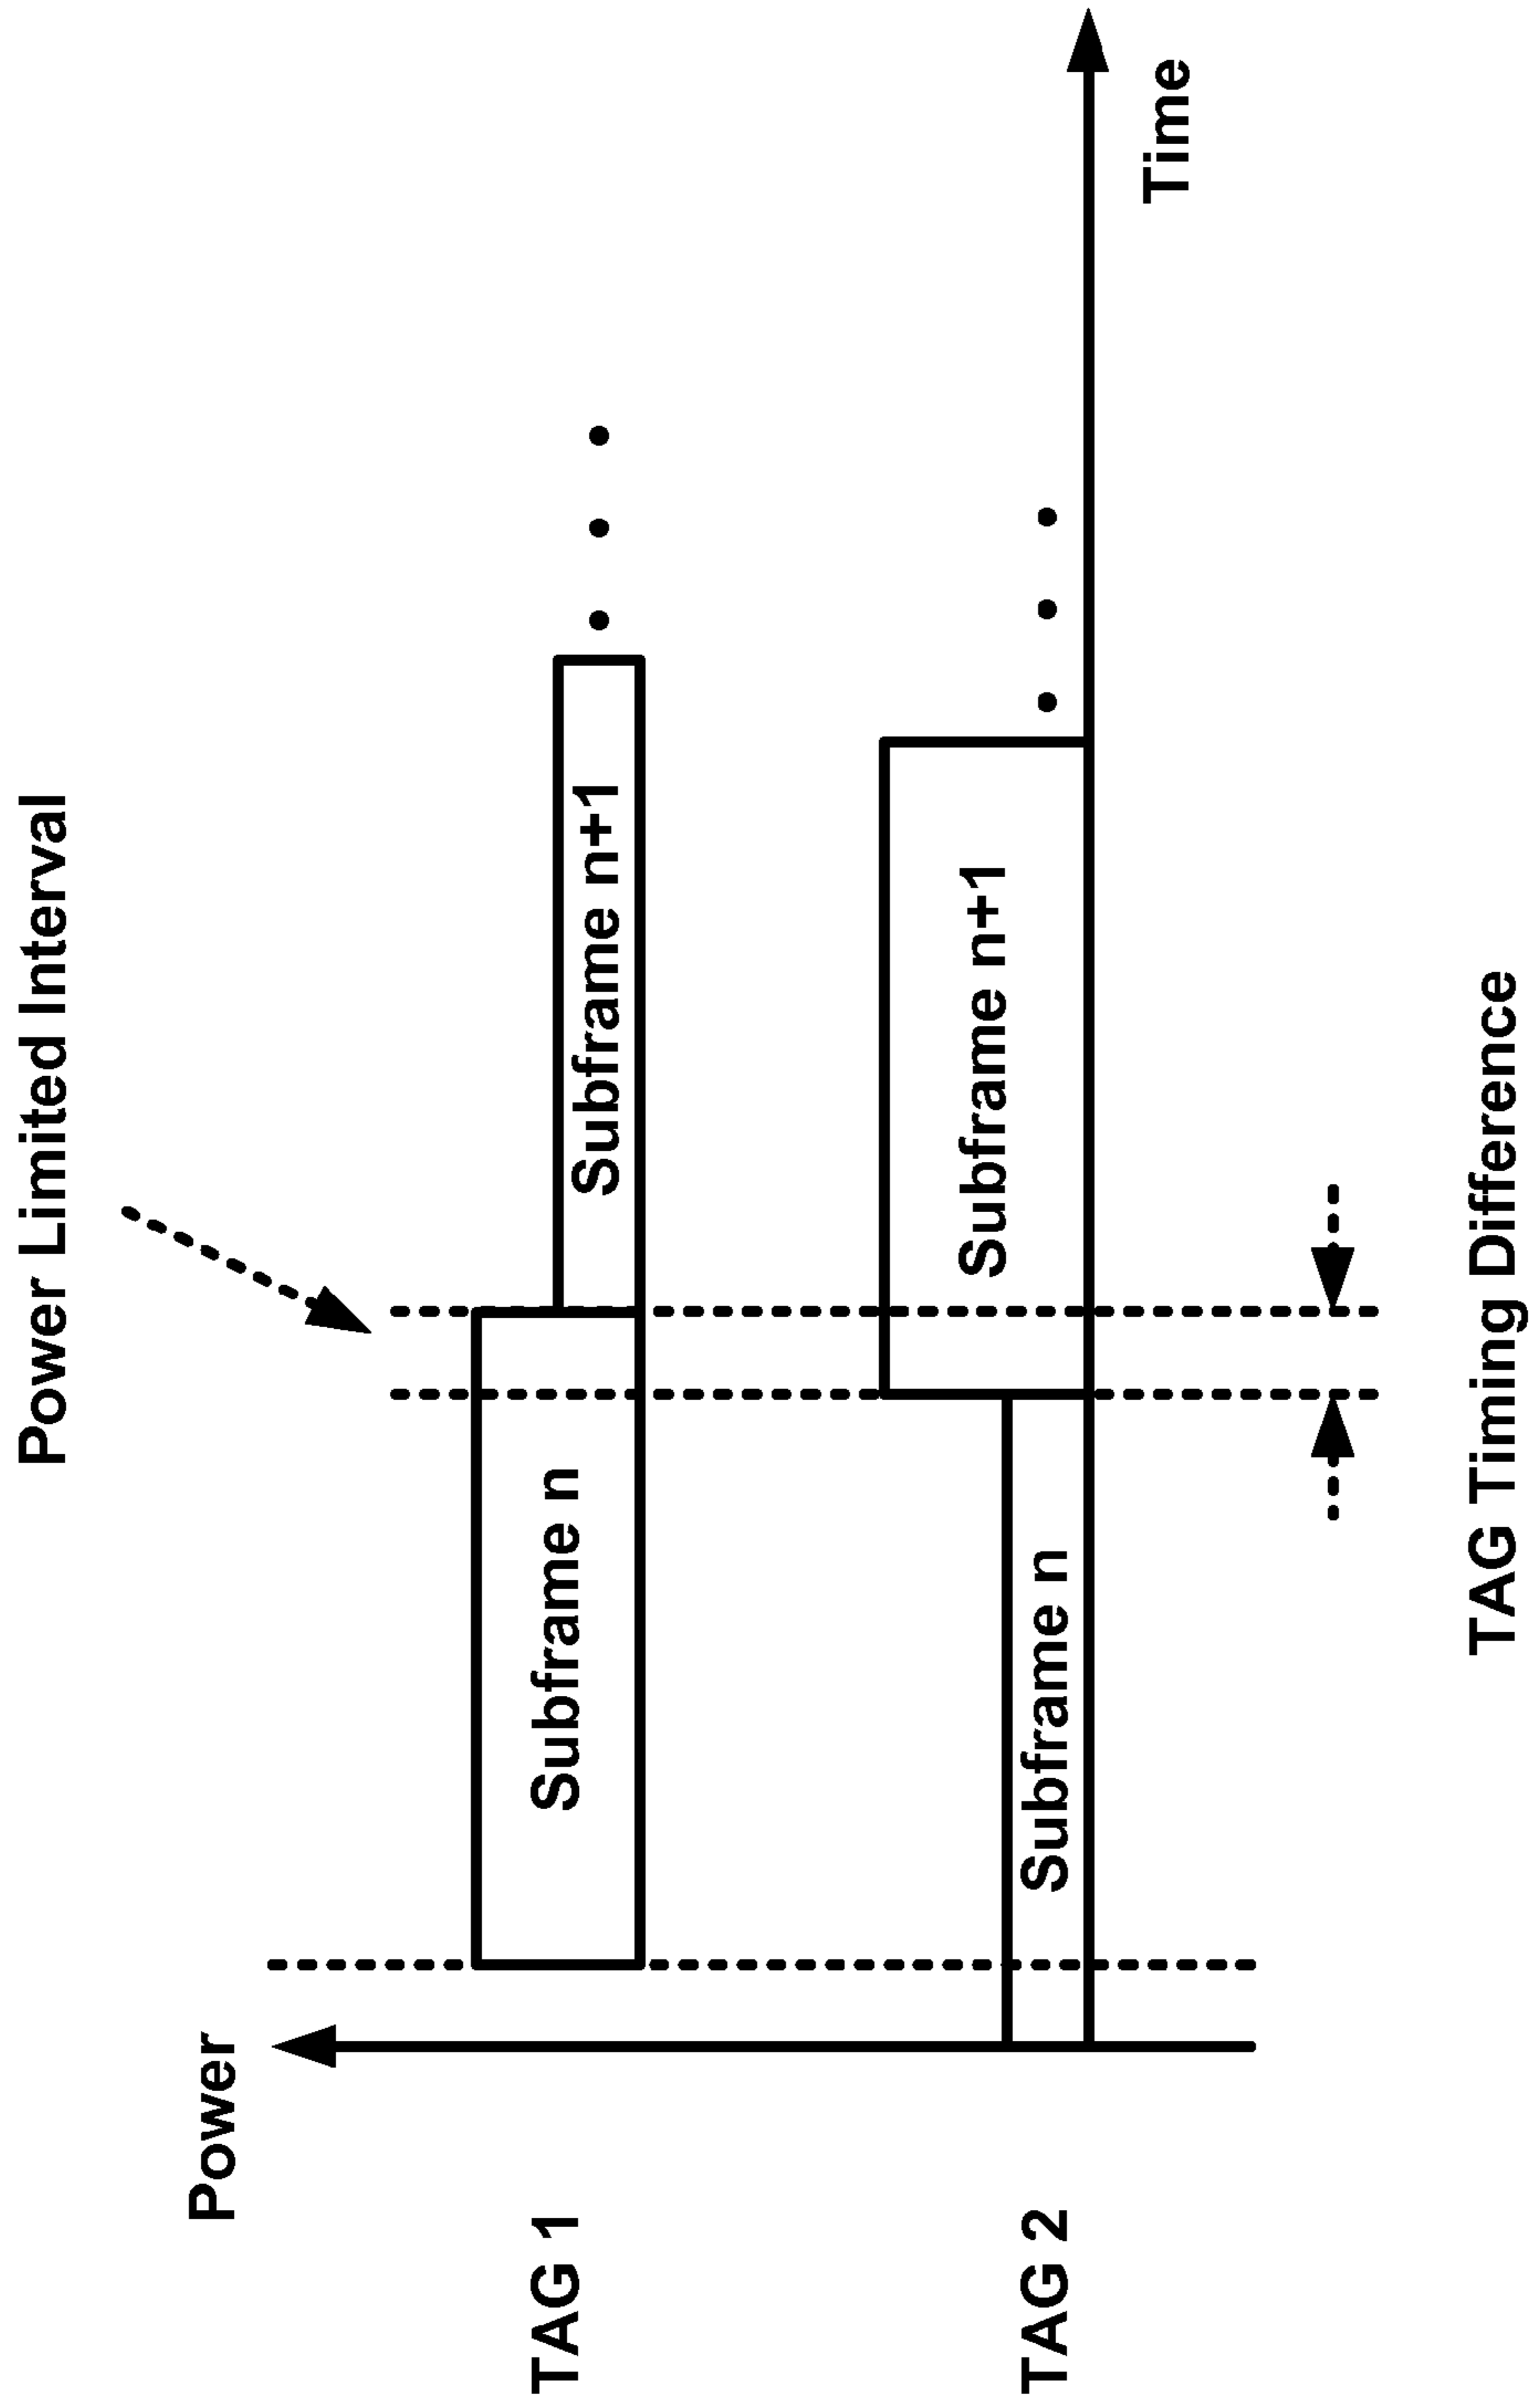 Power Limited Interval
Power
TAG 1
Subframe n
Subframe n+1
TAG 2
Subframe n
Subframe n+1
Time
TAG Timing Difference